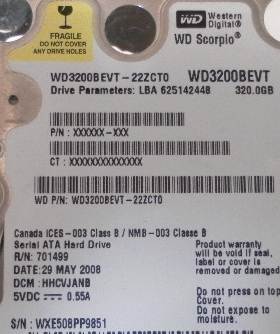 FRAGILE
DO NOT COVER
ANY DRIVE HOLES
WD Western
Digital®
WD Scorpio®
WD3200BEVT-22ZCT0 WD3200BEVT
Drive Parameters: LBA 625142448 320.0GB
P/N : XXXXXX-XXX
CT : XXXXXXXXXXXXXX
WD P/N: WD3200BEVT-22ZCT0
Canada ICES-003 Class B / NMB-003 Classe B
Serial ATA Hard Drive
R/N: 701499
DATE: 29 MAY 2008
DCM: HHCVJANB
5VDC ⎓ 0.55A
Product warranty
will be void if seal,
label or cover is
removed or damaged
Do not press on top
Do not expose to
moisture.
S/N: WXE508PP9851